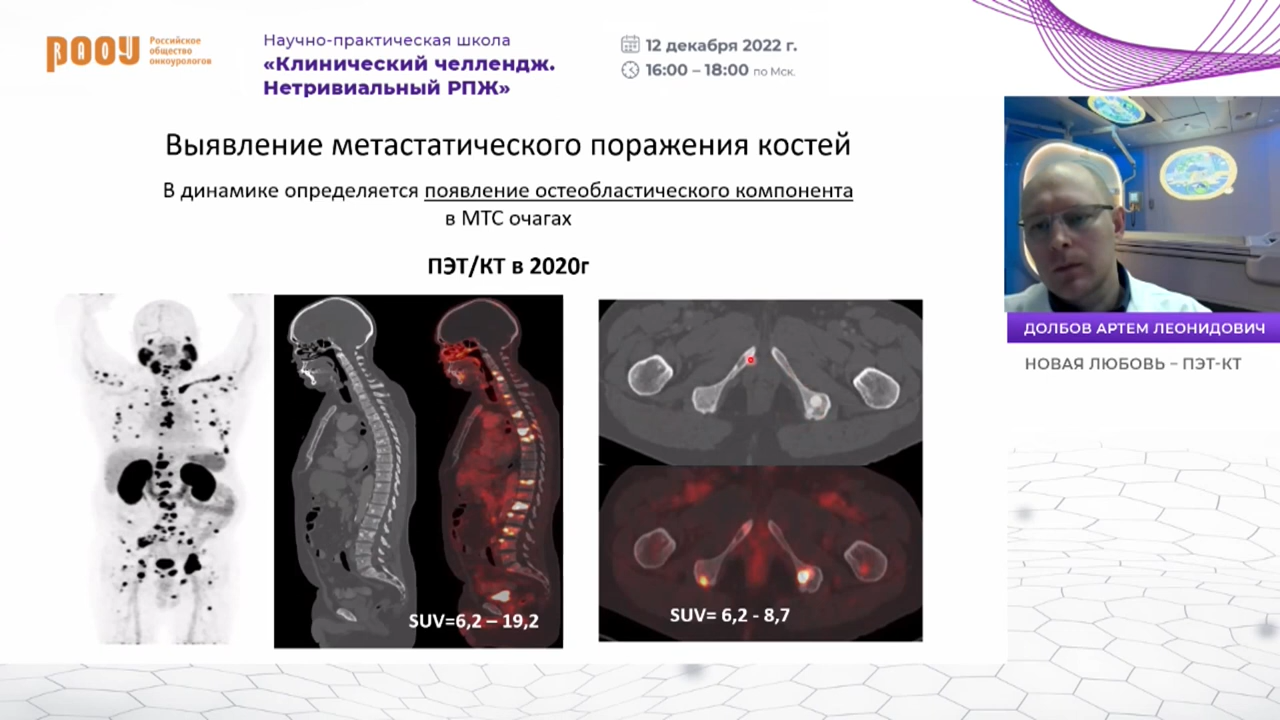 РАОУ
Российское
общество
онкоурологов
Научно-практическая школа
«Клинический челлендж.
Нетривиальный РПЖ»
12 декабря 2022 г.
16:00 – 18:00 по Мск.
Выявление метастатического поражения костей
В динамике определяется появление остеобластического компонента
в МТС очагах
ПЭТ/КТ в 2020г
SUV=6,2 – 19,2
SUV= 6,2 - 8,7
ДОЛБОВ АРТЕМ ЛЕОНИДОВИЧ
НОВАЯ ЛЮБОВЬ – ПЭТ-КТ